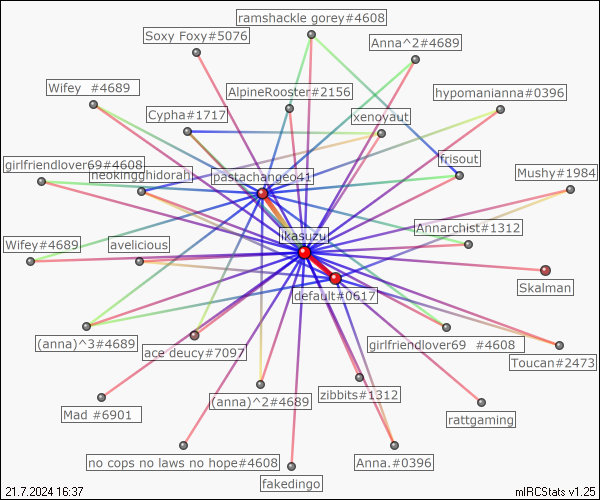 ramshackle gorey#4608
Soxy Foxy#5076
Anna^2#4689
Wifey  #4689
AlpineRooster#2156
hypomanianna#0396
Cypha#1717
xenoyaut
girlfriendlover69#4608
neokingghidorah
pastachangeo41
frisout
Mushy#1984
Wifey#4689
avelicious
ikasuzu
Annarchist#1312
Skalman
default#0617
(anna)^3#4689
ace deucy#7097
girlfriendlover69  #4608
Toucan#2473
Mad #6901
(anna)^2#4689
zibbits#1312
rattgaming
no cops no laws no hope#4608
Anna.#0396
fakedingo
21.7.2024 16:37
mIRCStats v1.25